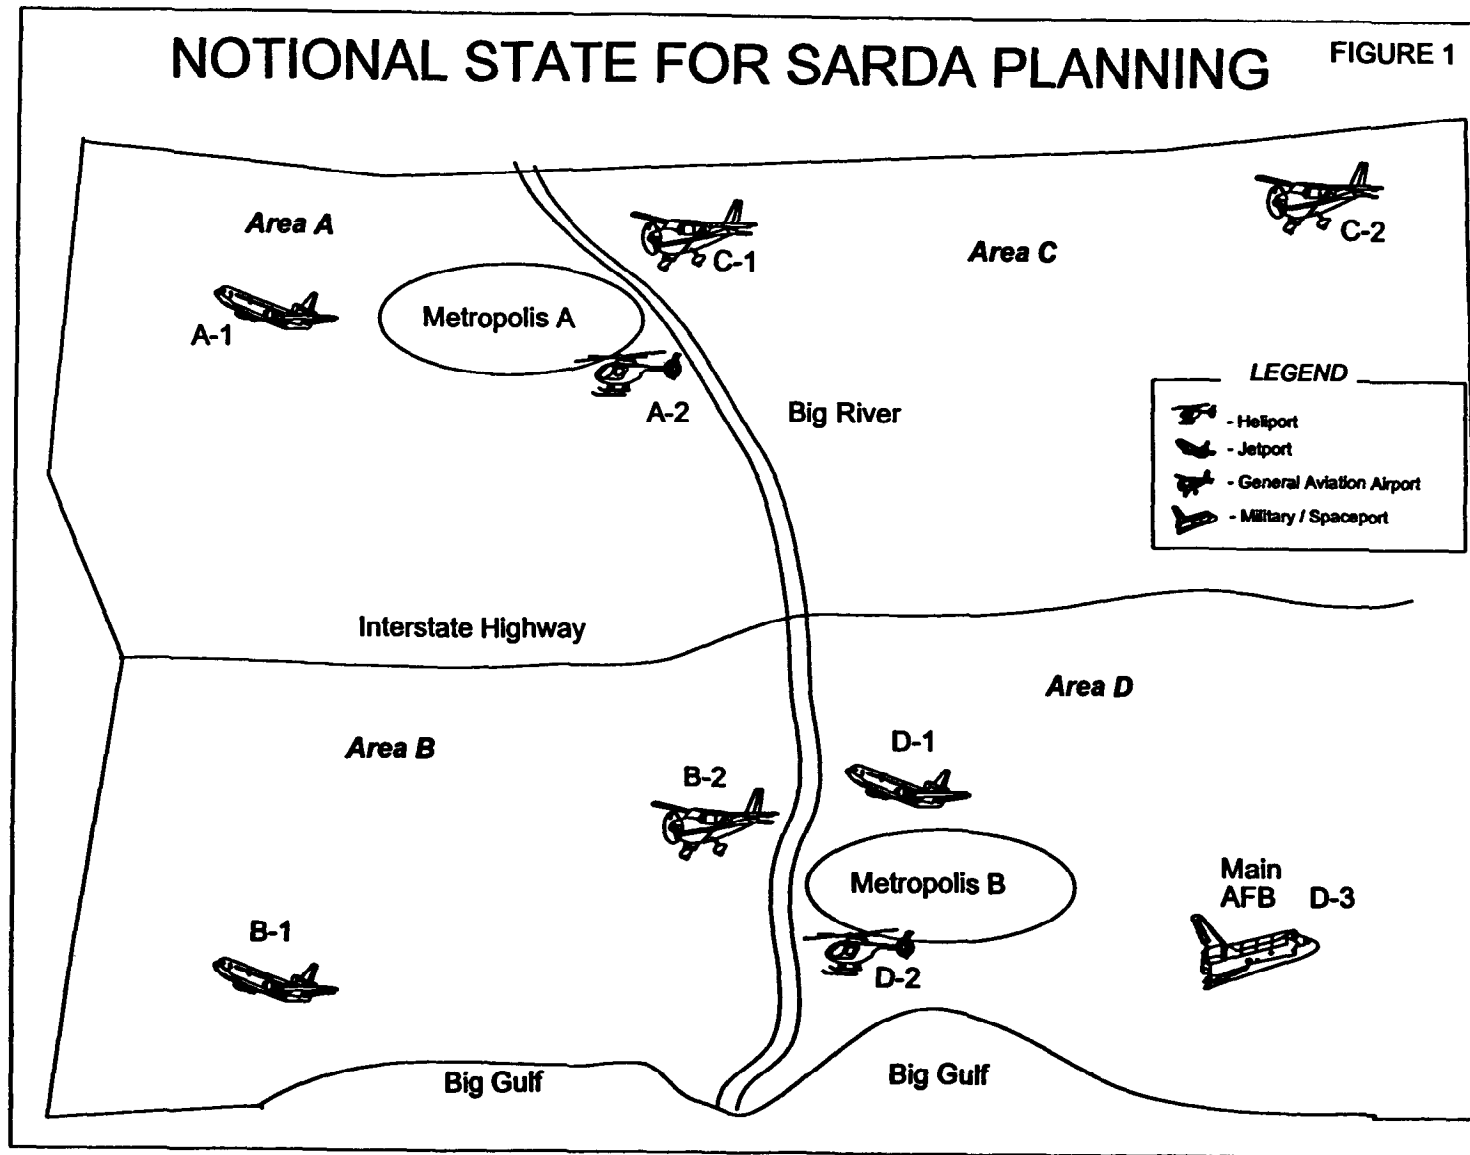 NOTIONAL STATE FOR SARDA PLANNING
FIGURE 1
Area A
C-1
Area C
C-2
A-1
Metropolis A
A-2
Big River
LEGEND
- Heliport
- Jetport
- General Aviation Airport
- Military / Spaceport
Interstate Highway
Area D
Area B
D-1
B-2
Metropolis B
Main
AFB D-3
B-1
D-2
Big Gulf
Big Gulf